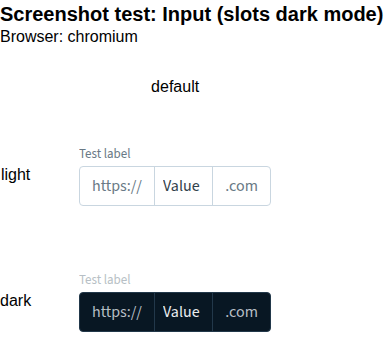 Screenshot test: Input (slots dark mode)
Browser: chromium
default
Test label
light
https:// Value .com
Test label
dark
https:// Value .com